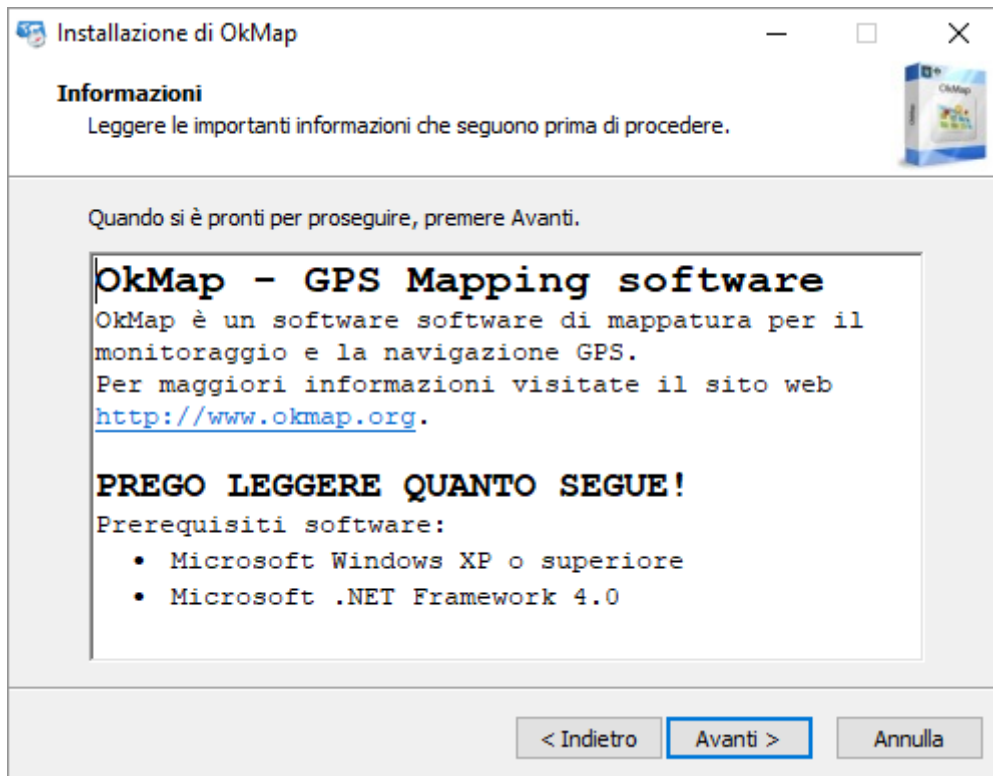 Installazione di OkMap
Informazioni
Leggere le importanti informazioni che seguono prima di procedere.
OkMap
Quando si è pronti per proseguire, premere Avanti.
OkMap - GPS Mapping software
OkMap è un software software di mappatura per il
monitoraggio e la navigazione GPS.
Per maggiori informazioni visitate il sito web
http://www.okmap.org.
PREGO LEGGERE QUANTO SEGUE!
Prerequisiti software:
• Microsoft Windows XP o superiore
• Microsoft .NET Framework 4.0
< Indietro
Avanti >
Annulla